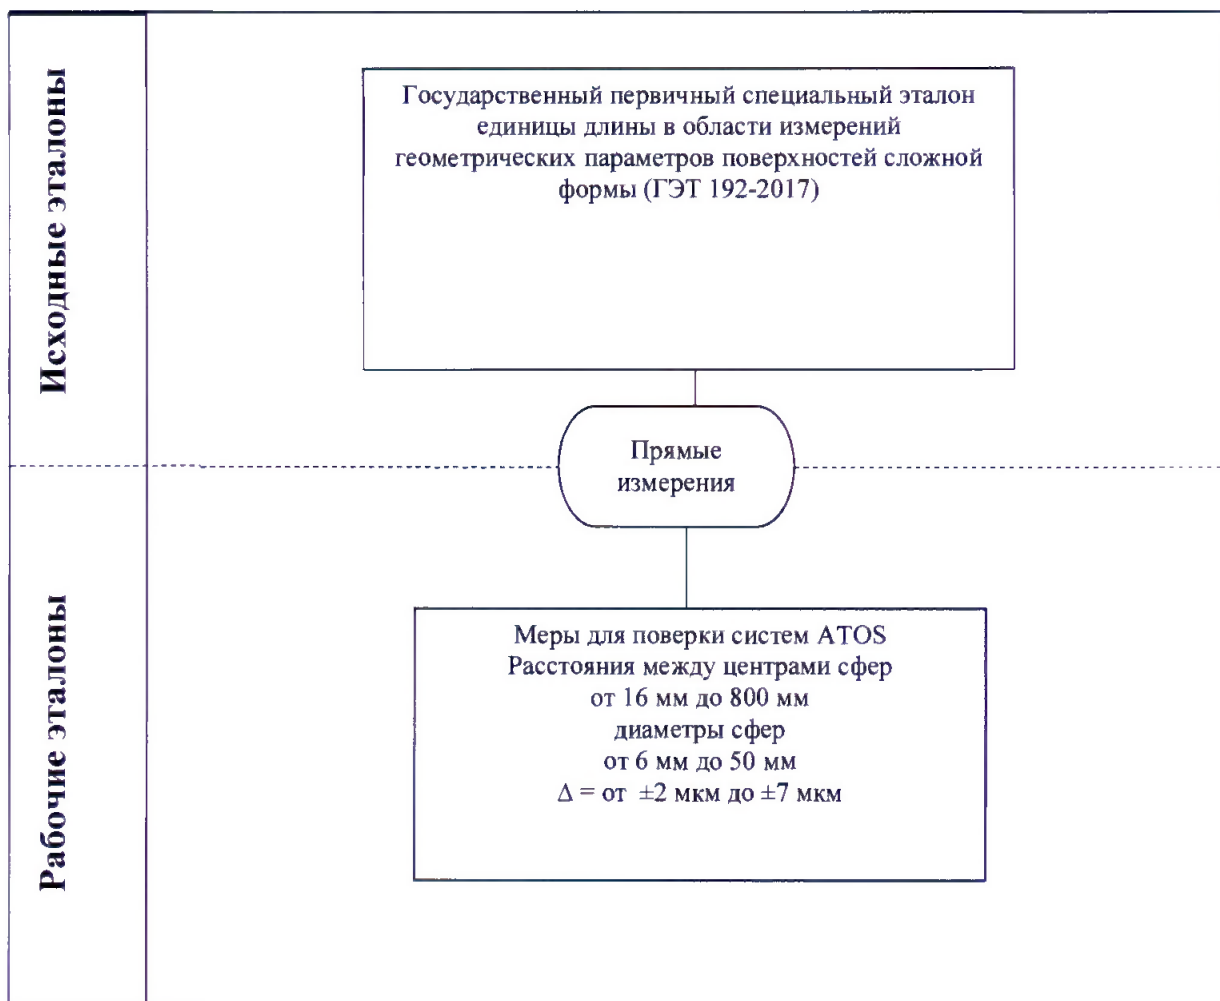 Исходные эталоны
Государственный первичный специальный эталон
единицы длины в области измерений
геометрических параметров поверхностей сложной
формы (ГЭТ 192-2017)
Прямые
измерения
Рабочие эталоны
Меры для поверки систем ATOS
Расстояния между центрами сфер
от 16 мм до 800 мм
диаметры сфер
от 6 мм до 50 мм
Δ = от ±2 мкм до ±7 мкм